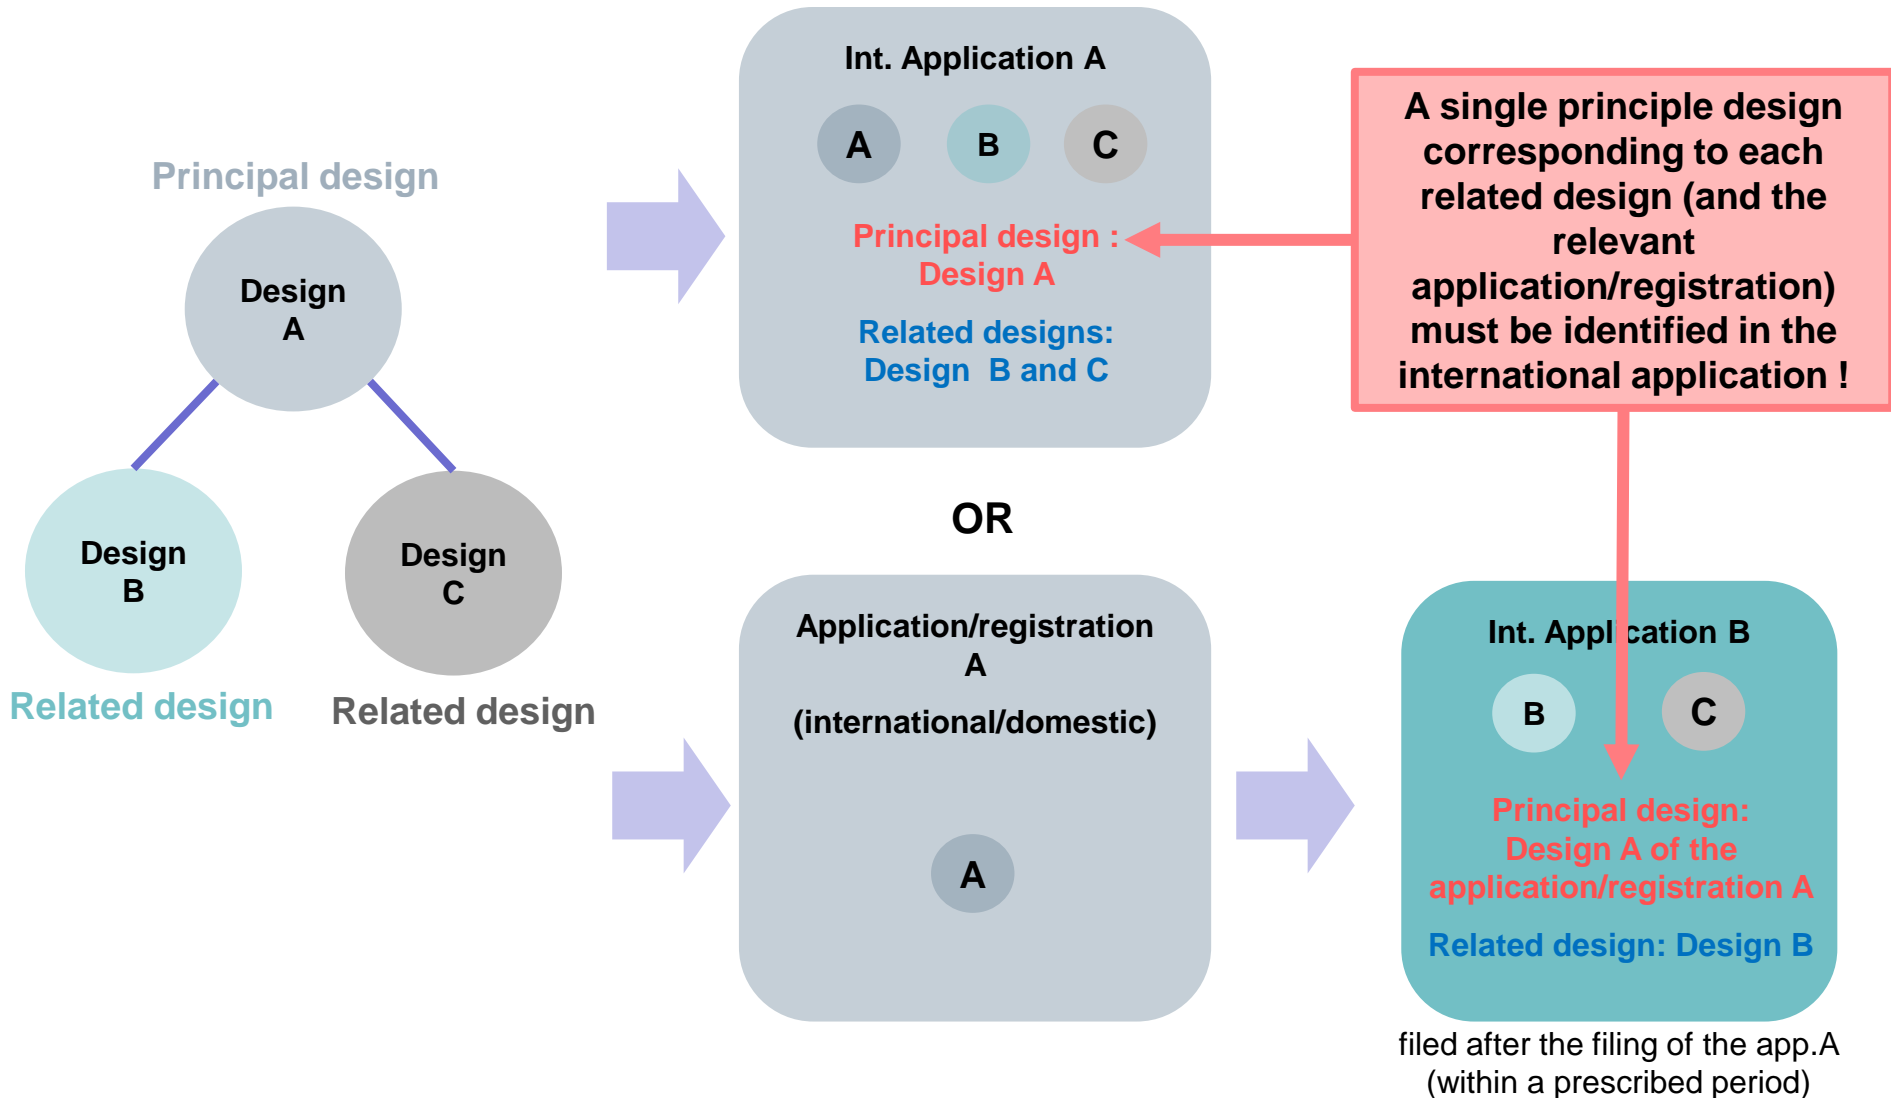 Principal design
Design
A
Design
B
Design
C
Related design
Related design
Int. Application A
A
B
C
Principal design :
Design A
Related designs:
Design  B and C
A single principle design
corresponding to each
related design (and the
relevant
application/registration)
must be identified in the
international application !
OR
Application/registration
A
(international/domestic)
A
Int. Application B
B
C
Principal design:
Design A of the
application/registration A
Related design: Design B
filed after the filing of the app.A
(within a prescribed period)